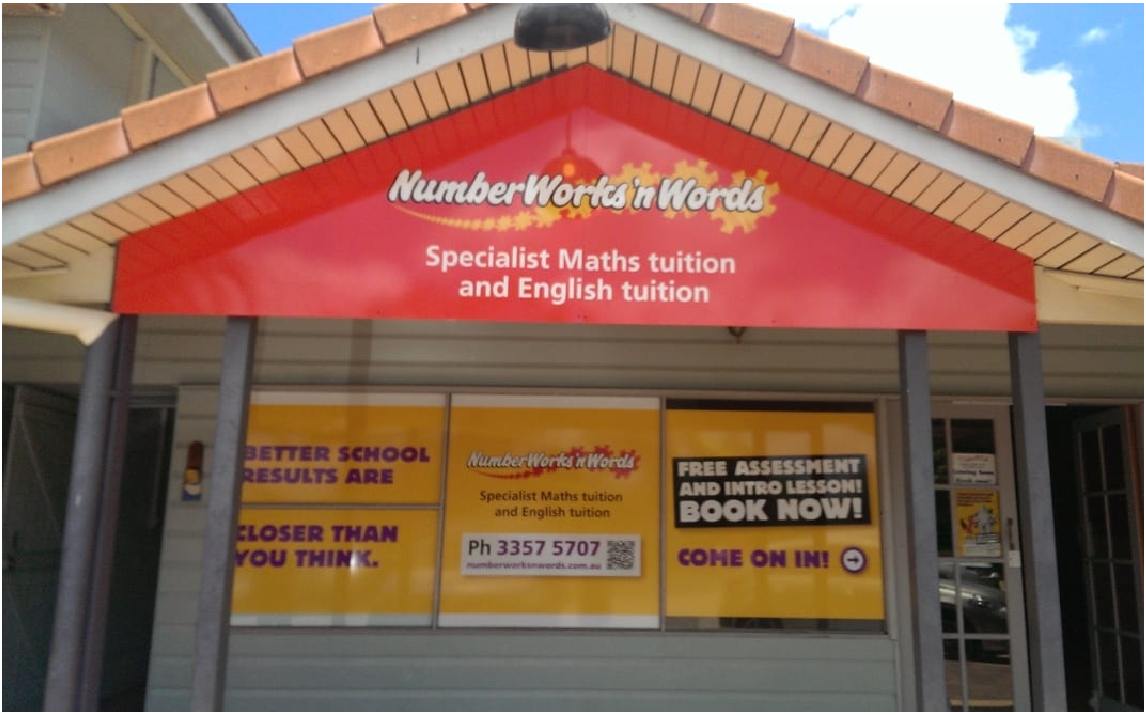 NumberWorks'nWords
Specialist Maths tuition
and English tuition
BETTER SCHOOL
RESULTS ARE
CLOSER THAN
YOU THINK.
NumberWorks'nWords
Specialist Maths tuition
and English tuition
Ph 3357 5707
numberworksnwords.com.au
FREE ASSESSMENT
AND INTRO LESSON!
BOOK NOW!
COME ON IN!